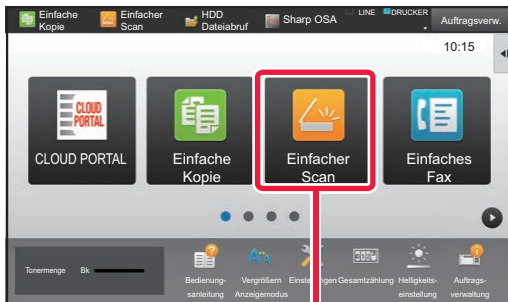 Einfache
Kopie
Einfacher
Scan
HDD
Dateiabruf
Sharp OSA
LINE
DRUCKER
Auftragsverw.
10:15
CLOUD
PORTAL
CLOUD PORTAL
Einfache
Kopie
Einfacher
Scan
Einfaches
Fax
Tonermenge Bk
Bedienung-
sanleitung
Vergrößern
Anzeigemodus
Einstellungen
Gesamtzählung
Helligkeits-
einstellung
Auftrags-
verwaltung